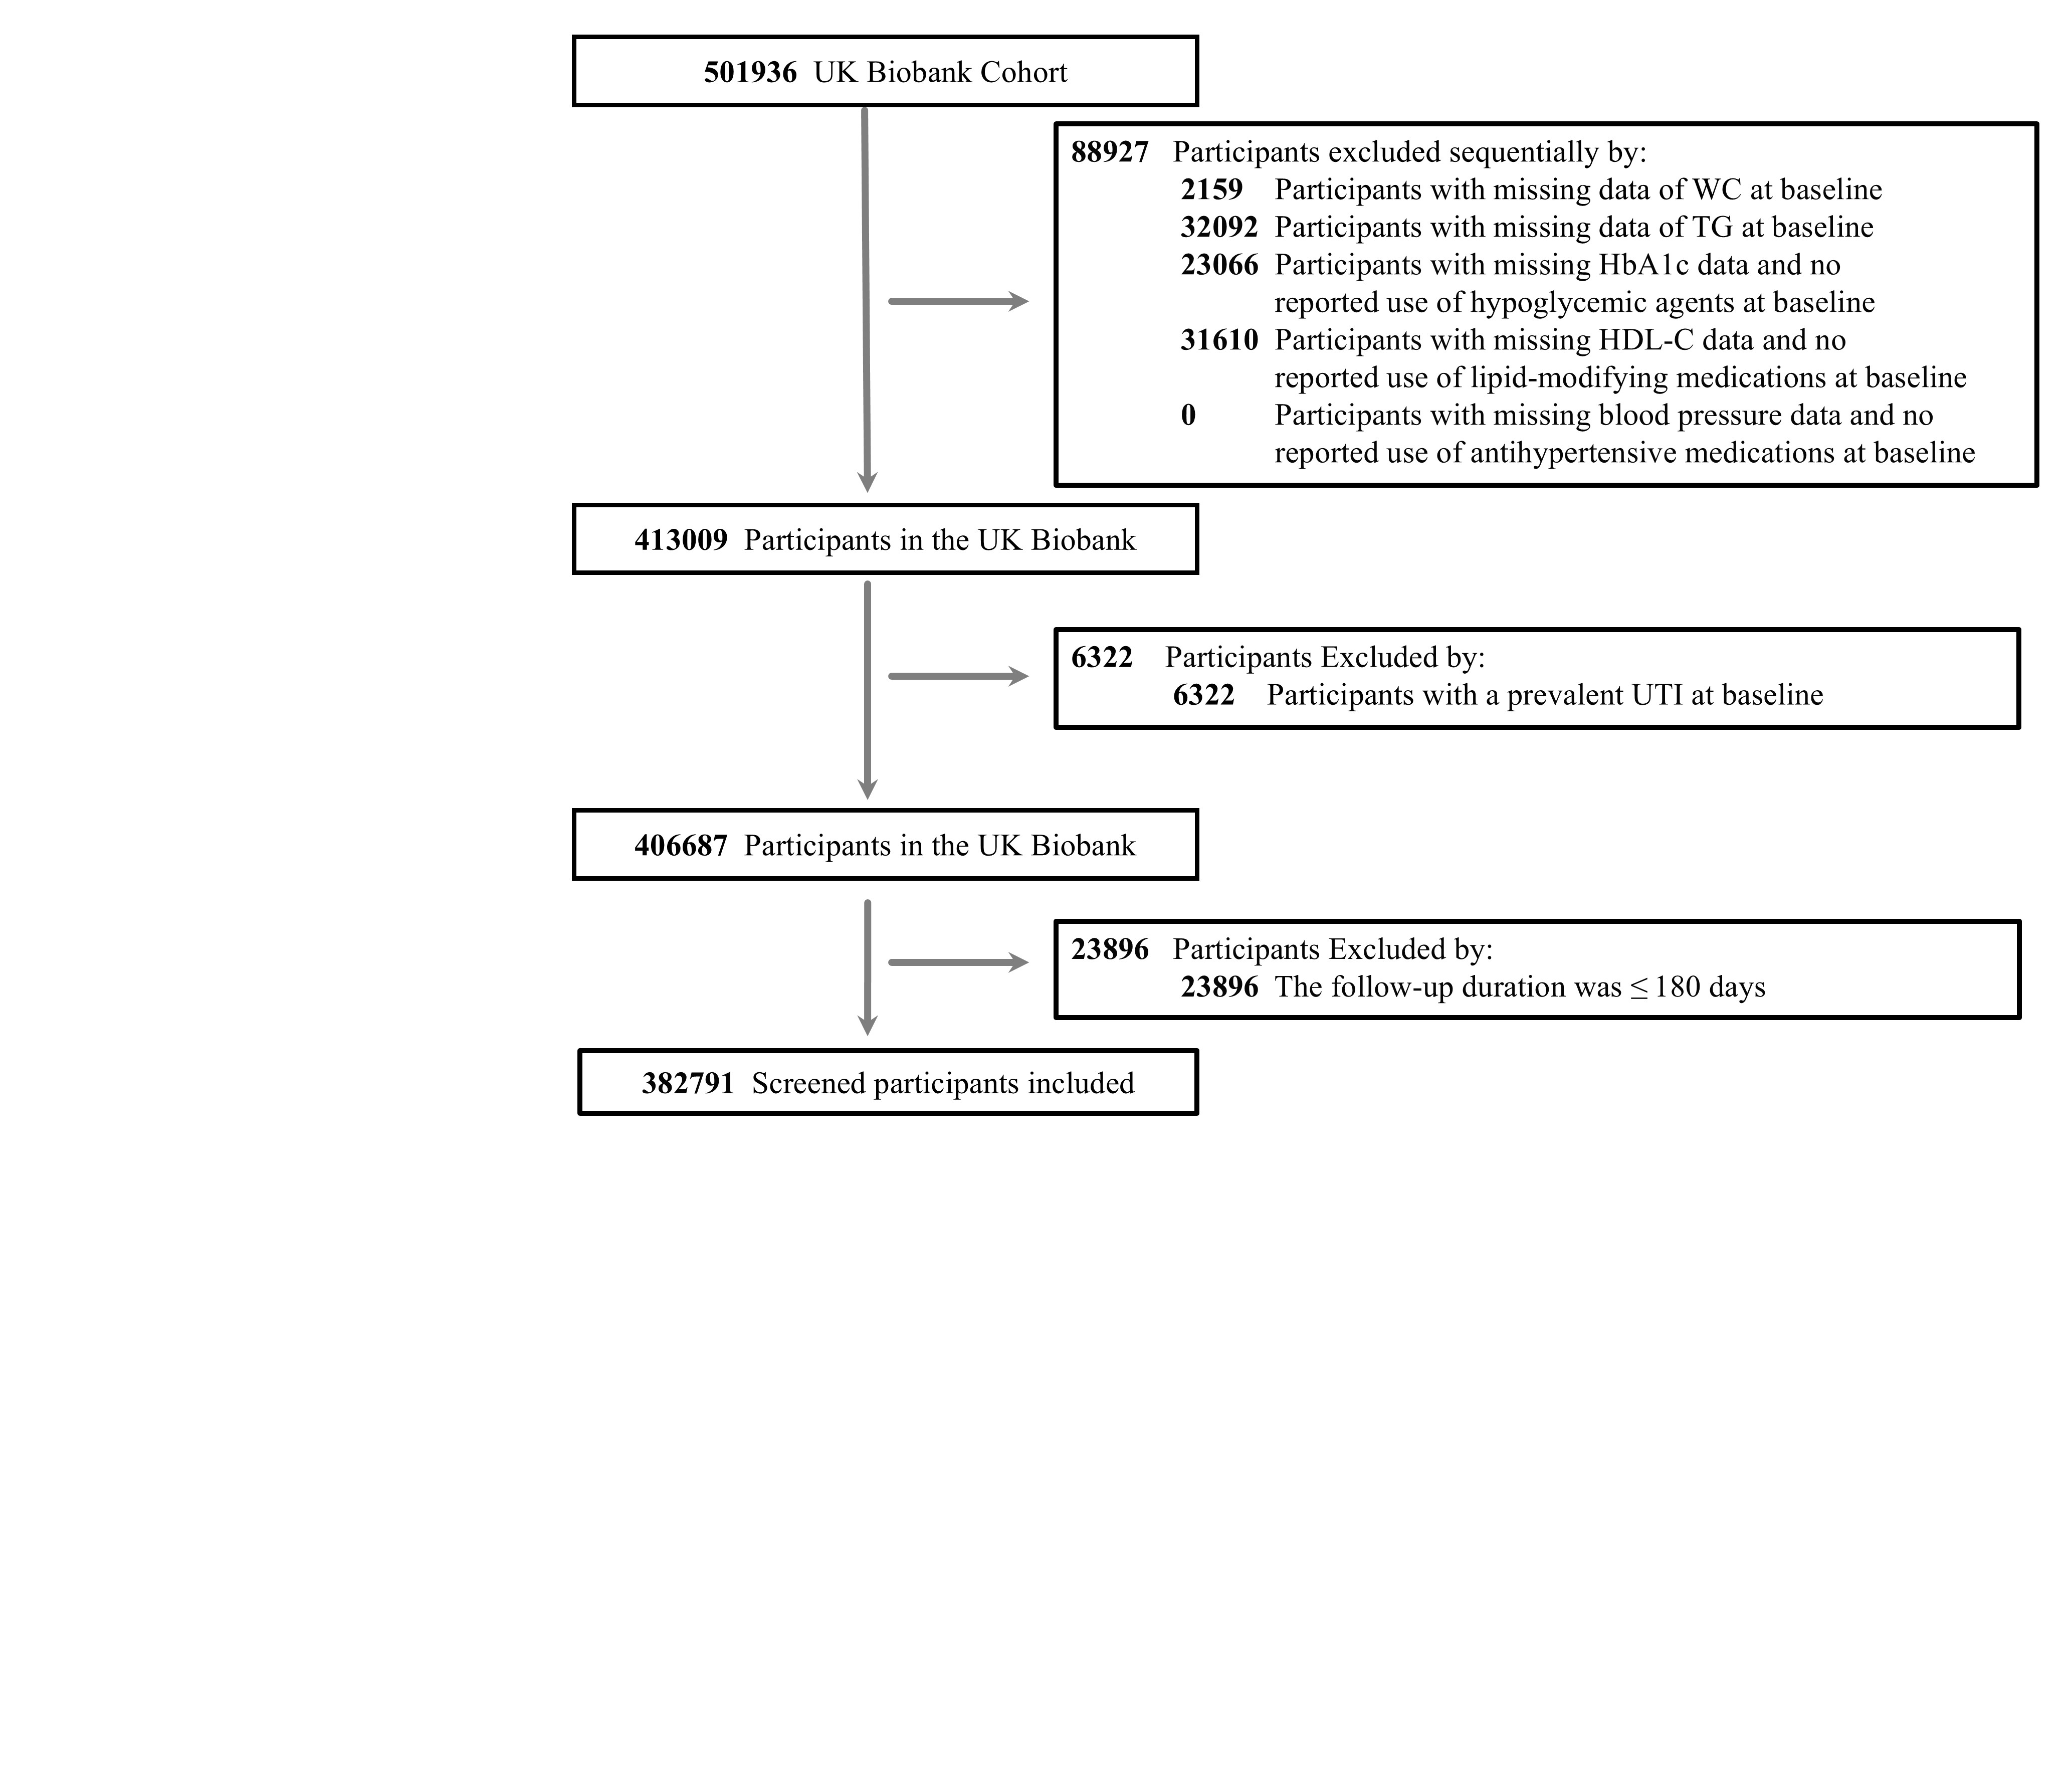 501936 UK Biobank Cohort
88927 Participants excluded sequentially by:
2159 Participants with missing data of WC at baseline
32092 Participants with missing data of TG at baseline
23066 Participants with missing HbA1c data and no
reported use of hypoglycemic agents at baseline
31610 Participants with missing HDL-C data and no
reported use of lipid-modifying medications at baseline
0 Participants with missing blood pressure data and no
reported use of antihypertensive medications at baseline
413009 Participants in the UK Biobank
6322 Participants Excluded by:
6322 Participants with a prevalent UTI at baseline
406687 Participants in the UK Biobank
23896 Participants Excluded by:
23896 The follow-up duration was ≤ 180 days
382791 Screened participants included